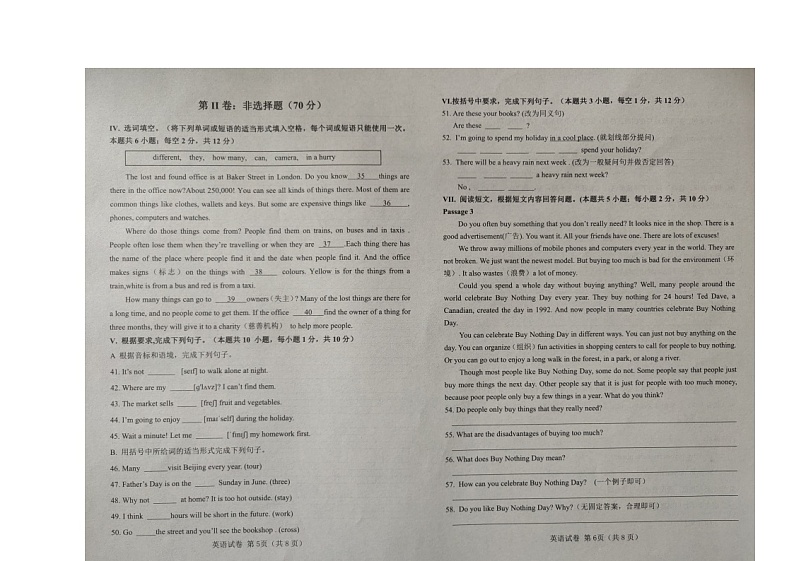 第 II 卷：非选择题（70 分）
IV. 选词填空。（将下列单词或短语的适当形式填入空格，每个词或短语只能使用一次。
本题共 6 小题；每空 2 分，共 12 分）
different, they, how many, can, camera, in a hurry
The lost and found office is at Baker Street in London. Do you know 35 things are
there in the office now?About 250,000! You can see all kinds of things there. Most of them are
common things like clothes, wallets and keys. But some are expensive things like 36 ,
phones, computers and watches.
Where do those things come from? People find them on trains, on buses and in taxis .
People often lose them when they're travelling or when they are 37 .Each thing there has
the name of the place where people find it and the date when people find it. And the office
makes signs（标志）on the things with 38 colours. Yellow is for the things from a
train,white is from a bus and red is from a taxi.
How many things can go to 39 owners（失主）? Many of the lost things are there for
a long time, and no people come to get them. If the office 40 find the owner of a thing for
three months, they will give it to a charity（慈善机构） to help more people.
V. 根据要求,完成下列句子。（本题共 10 小题，每小题 1 分，共 10 分）
A 根据音标和语境，完成下列句子。
41. It's not ______ [seɪf] to walk alone at night.
42. Where are my ______ [gʌlvz]? I can't find them.
43. The market sells ______ [freʃ] fruit and vegetables.
44. I'm going to enjoy _____ [maɪˈself] during the holiday.
45. Wait a minute! Let me ______ [ˈfɪnɪʃ] my homework first.
B. 用括号中所给词的适当形式完成下列句子。
46. Many ______visit Beijing every year. (tour)
47. Father's Day is on the _____ Sunday in June. (three)
48. Why not ______ at home? It is too hot outside. (stay)
49. I think ______hours will be short in the future. (work)
50. Go _____the street and you'll see the bookshop . (cross)
英语试卷 第 5页（共 8 页）
VI.按括号中要求，完成下列句子。（本题共 3 小题，每空 1 分，共 12 分）
51. Are these your books? (改为同义句)
Are these ____ ____ ?
52. I'm going to spend my holiday in a cool place. (就划线部分提问)
______ ______ ______ ______ spend your holiday?
53. There will be a heavy rain next week . (改为一般疑问句并做否定回答)
______ ______ ______ a heavy rain next week?
No , ______ ______.
VII. 阅读短文，根据短文内容回答问题。(本题共 5 小题；每小题 2 分，共 10 分）
Passage 3
Do you often buy something that you don't really need? It looks nice in the shop. There is a
good advertisement(广告). You want it. All your friends have one. There are lots of excuses!
We throw away millions of mobile phones and computers every year in the world. They are
not broken. We just want the newest model. But buying too much is bad for the environment（环
境）. It also wastes（浪费）a lot of money.
Could you spend a whole day without buying anything? Well, many people around the
world celebrate Buy Nothing Day every year. They buy nothing for 24 hours! Ted Dave, a
Canadian, created the day in 1992. And now people in many countries celebrate Buy Nothing
Day.
You can celebrate Buy Nothing Day in different ways. You can just not buy anything on the
day. You can organize（组织）fun activities in shopping centers to call for people to buy nothing.
Or you can go out to enjoy a long walk in the forest, in a park, or along a river.
Though most people like Buy Nothing Day, some do not. Some people say that people just
buy more things the next day. Other people say that it is just for people with too much money,
because poor people only buy a few things in a year. What do you think?
54. Do people only buy things that they really need?
55. What are the disadvantages of buying too much?
56. What does Buy Nothing Day mean?
57. How can you celebrate Buy Nothing Day? （一个例子即可）
58. Do you like Buy Nothing Day? Why?（无固定答案，合理即可）
英语试卷 第 6页（共 8 页）